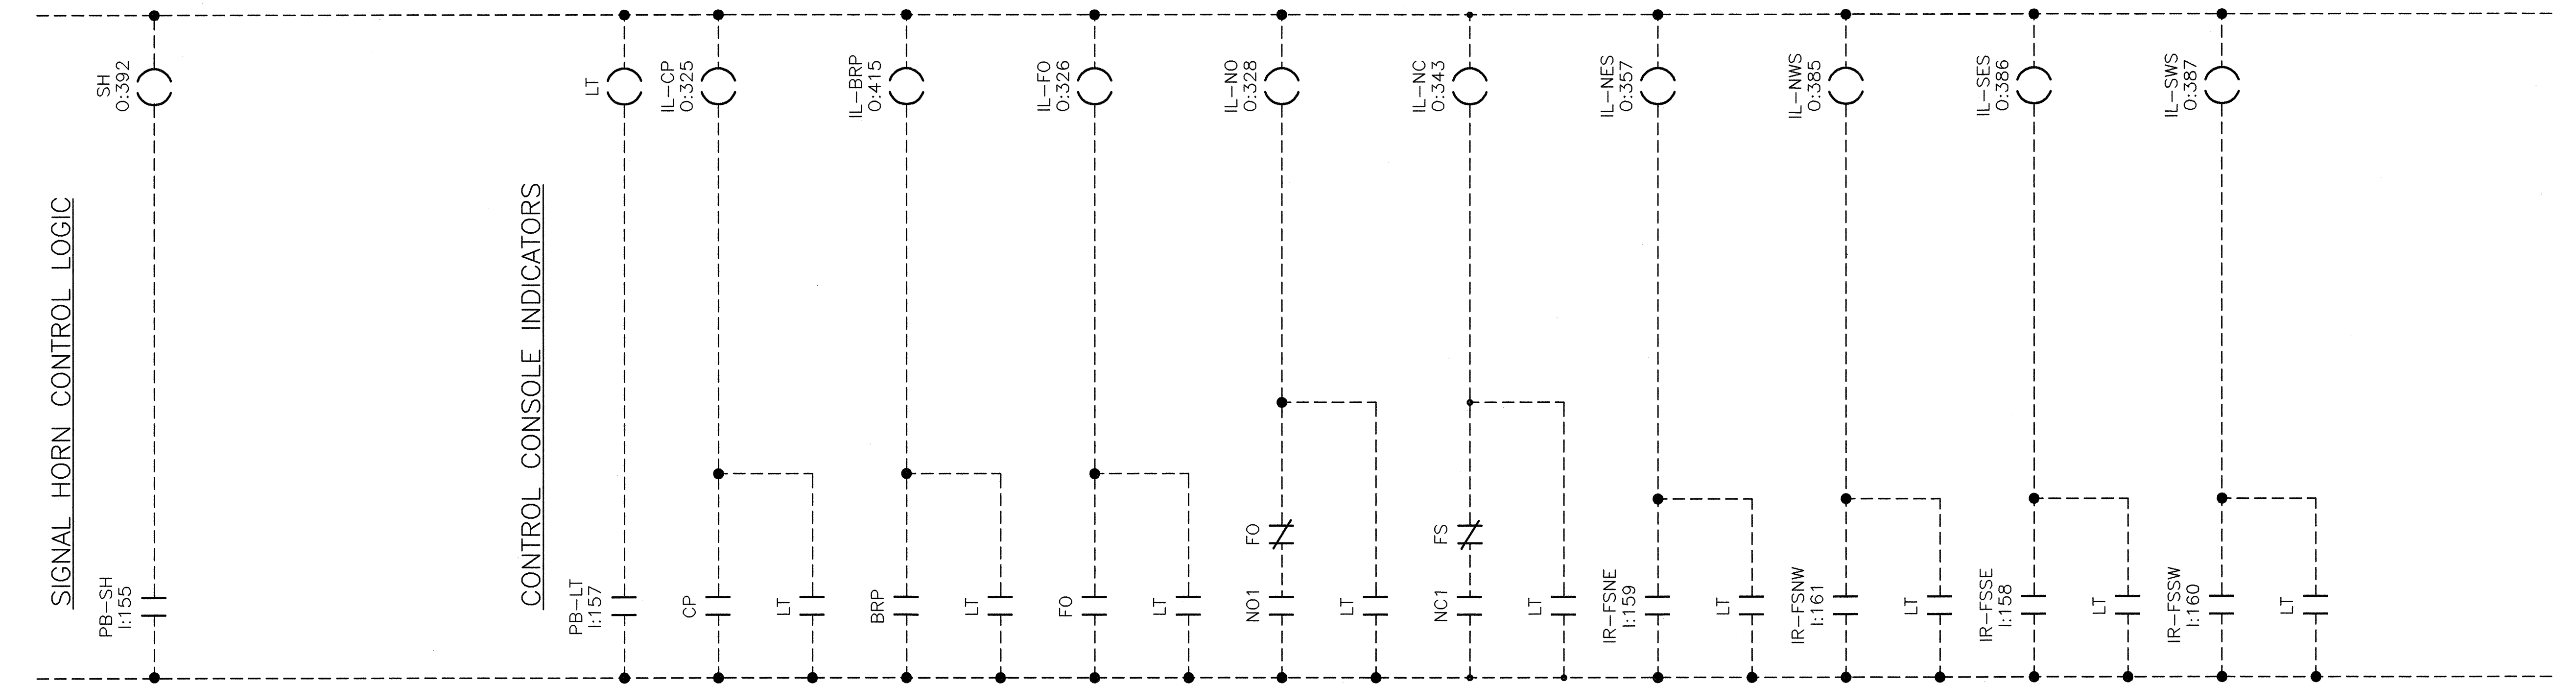 SIGNAL HORN CONTROL LOGIC
PB-SH
I:155
SH
O:392
CONTROL CONSOLE INDICATORS
PB-LT
I:157
LT
CP
IL-CP
O:325
LT
BRP
IL-BRP
O:415
LT
FO
IL-FO
O:326
LT
NO1
FO
IL-NO
O:328
LT
NC1
FS
IL-NC
O:343
LT
IR-FSNE
I:159
IL-NES
O:357
LT
IR-FSNW
I:161
IL-NWS
O:385
LT
IR-FSSE
I:158
IL-SES
O:386
LT
IR-FSSW
I:160
IL-SWS
O:387
LT